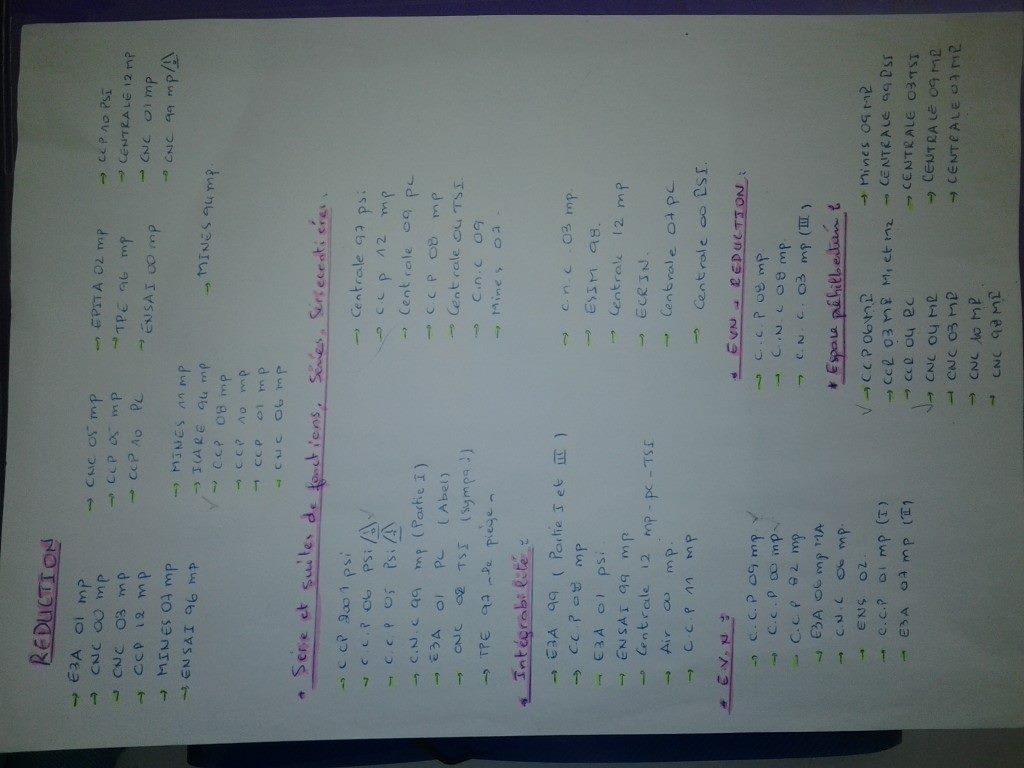 REDUCTION
→ E3A 01 mp
→ CNC 00 mp
→ CNC 03 mp
→ CCP 12 mp
→ MINES 07 mp
→ ENSAI 96 mp
→ CNC 05 mp
→ CCP 05 mp
→ CCP 10 PC
→ EPITA 02 mp
→ TPE 96 mp
→ ENSAI 00 mp
→ CCP 10 PSI
→ CENTRALE 12 MP
→ CNC 01 mp
→ CNC 99 mp /!\
→ MINES 11 mp
→ ICARE 94 mp
→ CCP 08 mp
→ CCP 10 mp
→ CCP 01 mp
→ CNC 06 mp
→ MINES 94 mp.
* Série et suites de fonctions, Séries, Série entières.
→ CCP 2001 psi
→ C.C.P 06 psi /!\ ✓
→ C.C.P 05 Psi /!\
→ C.N.C 99 mp (Partie I)
→ E3A 01 PC (Abel)
→ CNC 02 TSI (Sympa!)
→ TPE 97 - le piège -
→ Centrale 97 psi
→ C.C.P 12 mp
→ Centrale 09 pc
→ C.C.P 08 mp
→ Centrale 04 TSI
→ C.n.C 09
→ Mines 07.
* Intégrabilité :
→ E3A 99 (Partie I et III)
→ C.C.P 08 mp
→ E3A 01 psi
→ ENSAI 99 mp
→ Centrale 12 mp - pc - TSI
→ Air 00 mp.
→ C.C.P 11 mp
→ C.n.C. 03 mp.
→ ESIM 98.
→ Centrale 12 mp
→ ECRIN.
→ Centrale 07 pc
→ Centrale 00 PSI.
* E.V.N :
→ C.C.P 09 mp ✓
→ C.C.P 00 mp ✓
→ C.C.P 82 mp
→ E3A 06 mp MA
→ C.N.C 06 mp.
→ ENS 02.
→ C.C.P 01 mp (I)
→ E3A 07 mp (II)
* EVN - REDUCTION :
→ C.C.P 08 mp.
→ C.N.C 08 mp.
→ C.N.C. 03 mp (III)
* Espace préhilbertien :
✓ → CCP 06 MP
→ CCP 03 MP M1 et M2
→ CCP 04 PC
✓ → CNC 04 MP
→ CNC 03 MP
→ CNC 10 MP
→ CNC 98 MP
→ Mines 09 MP
→ CENTRALE 99 PSI
→ CENTRALE 03 TSI
→ CENTRALE 09 MP
→ CENTRALE 07 MP